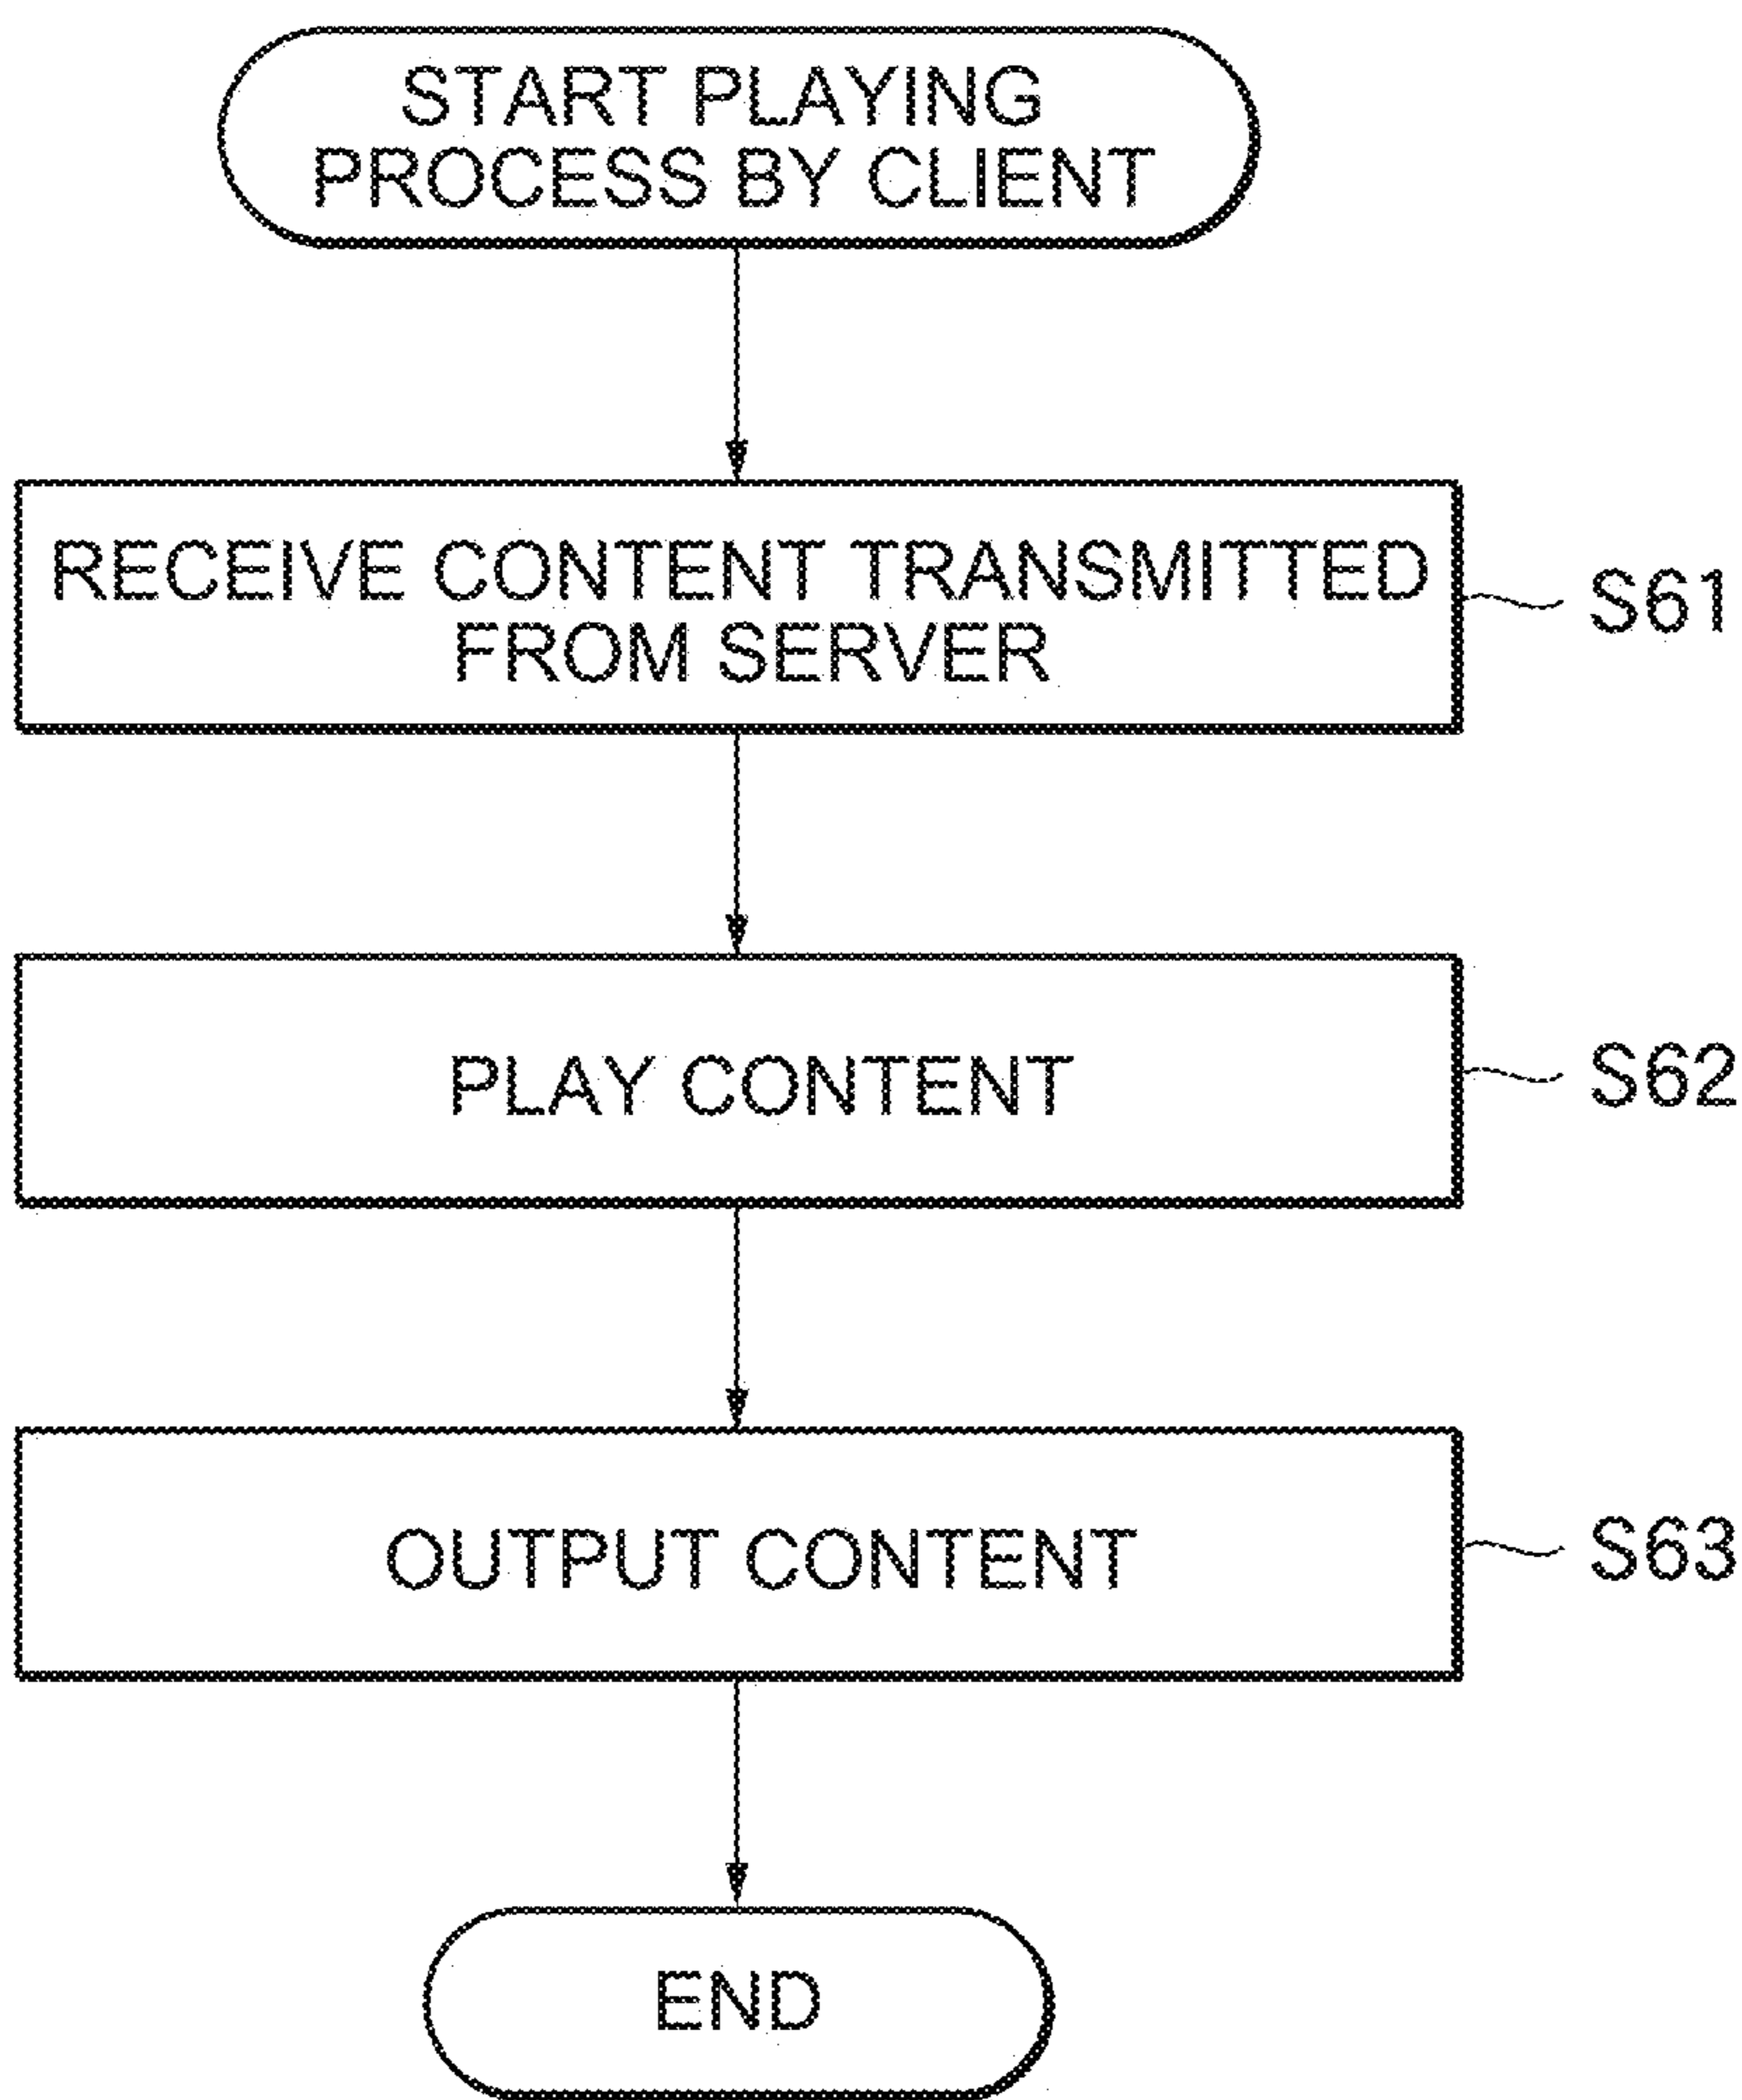 START PLAYING
PROCESS BY CLIENT
RECEIVE CONTENT TRANSMITTED
FROM SERVER
S61
PLAY CONTENT
S62
OUTPUT CONTENT
S63
END